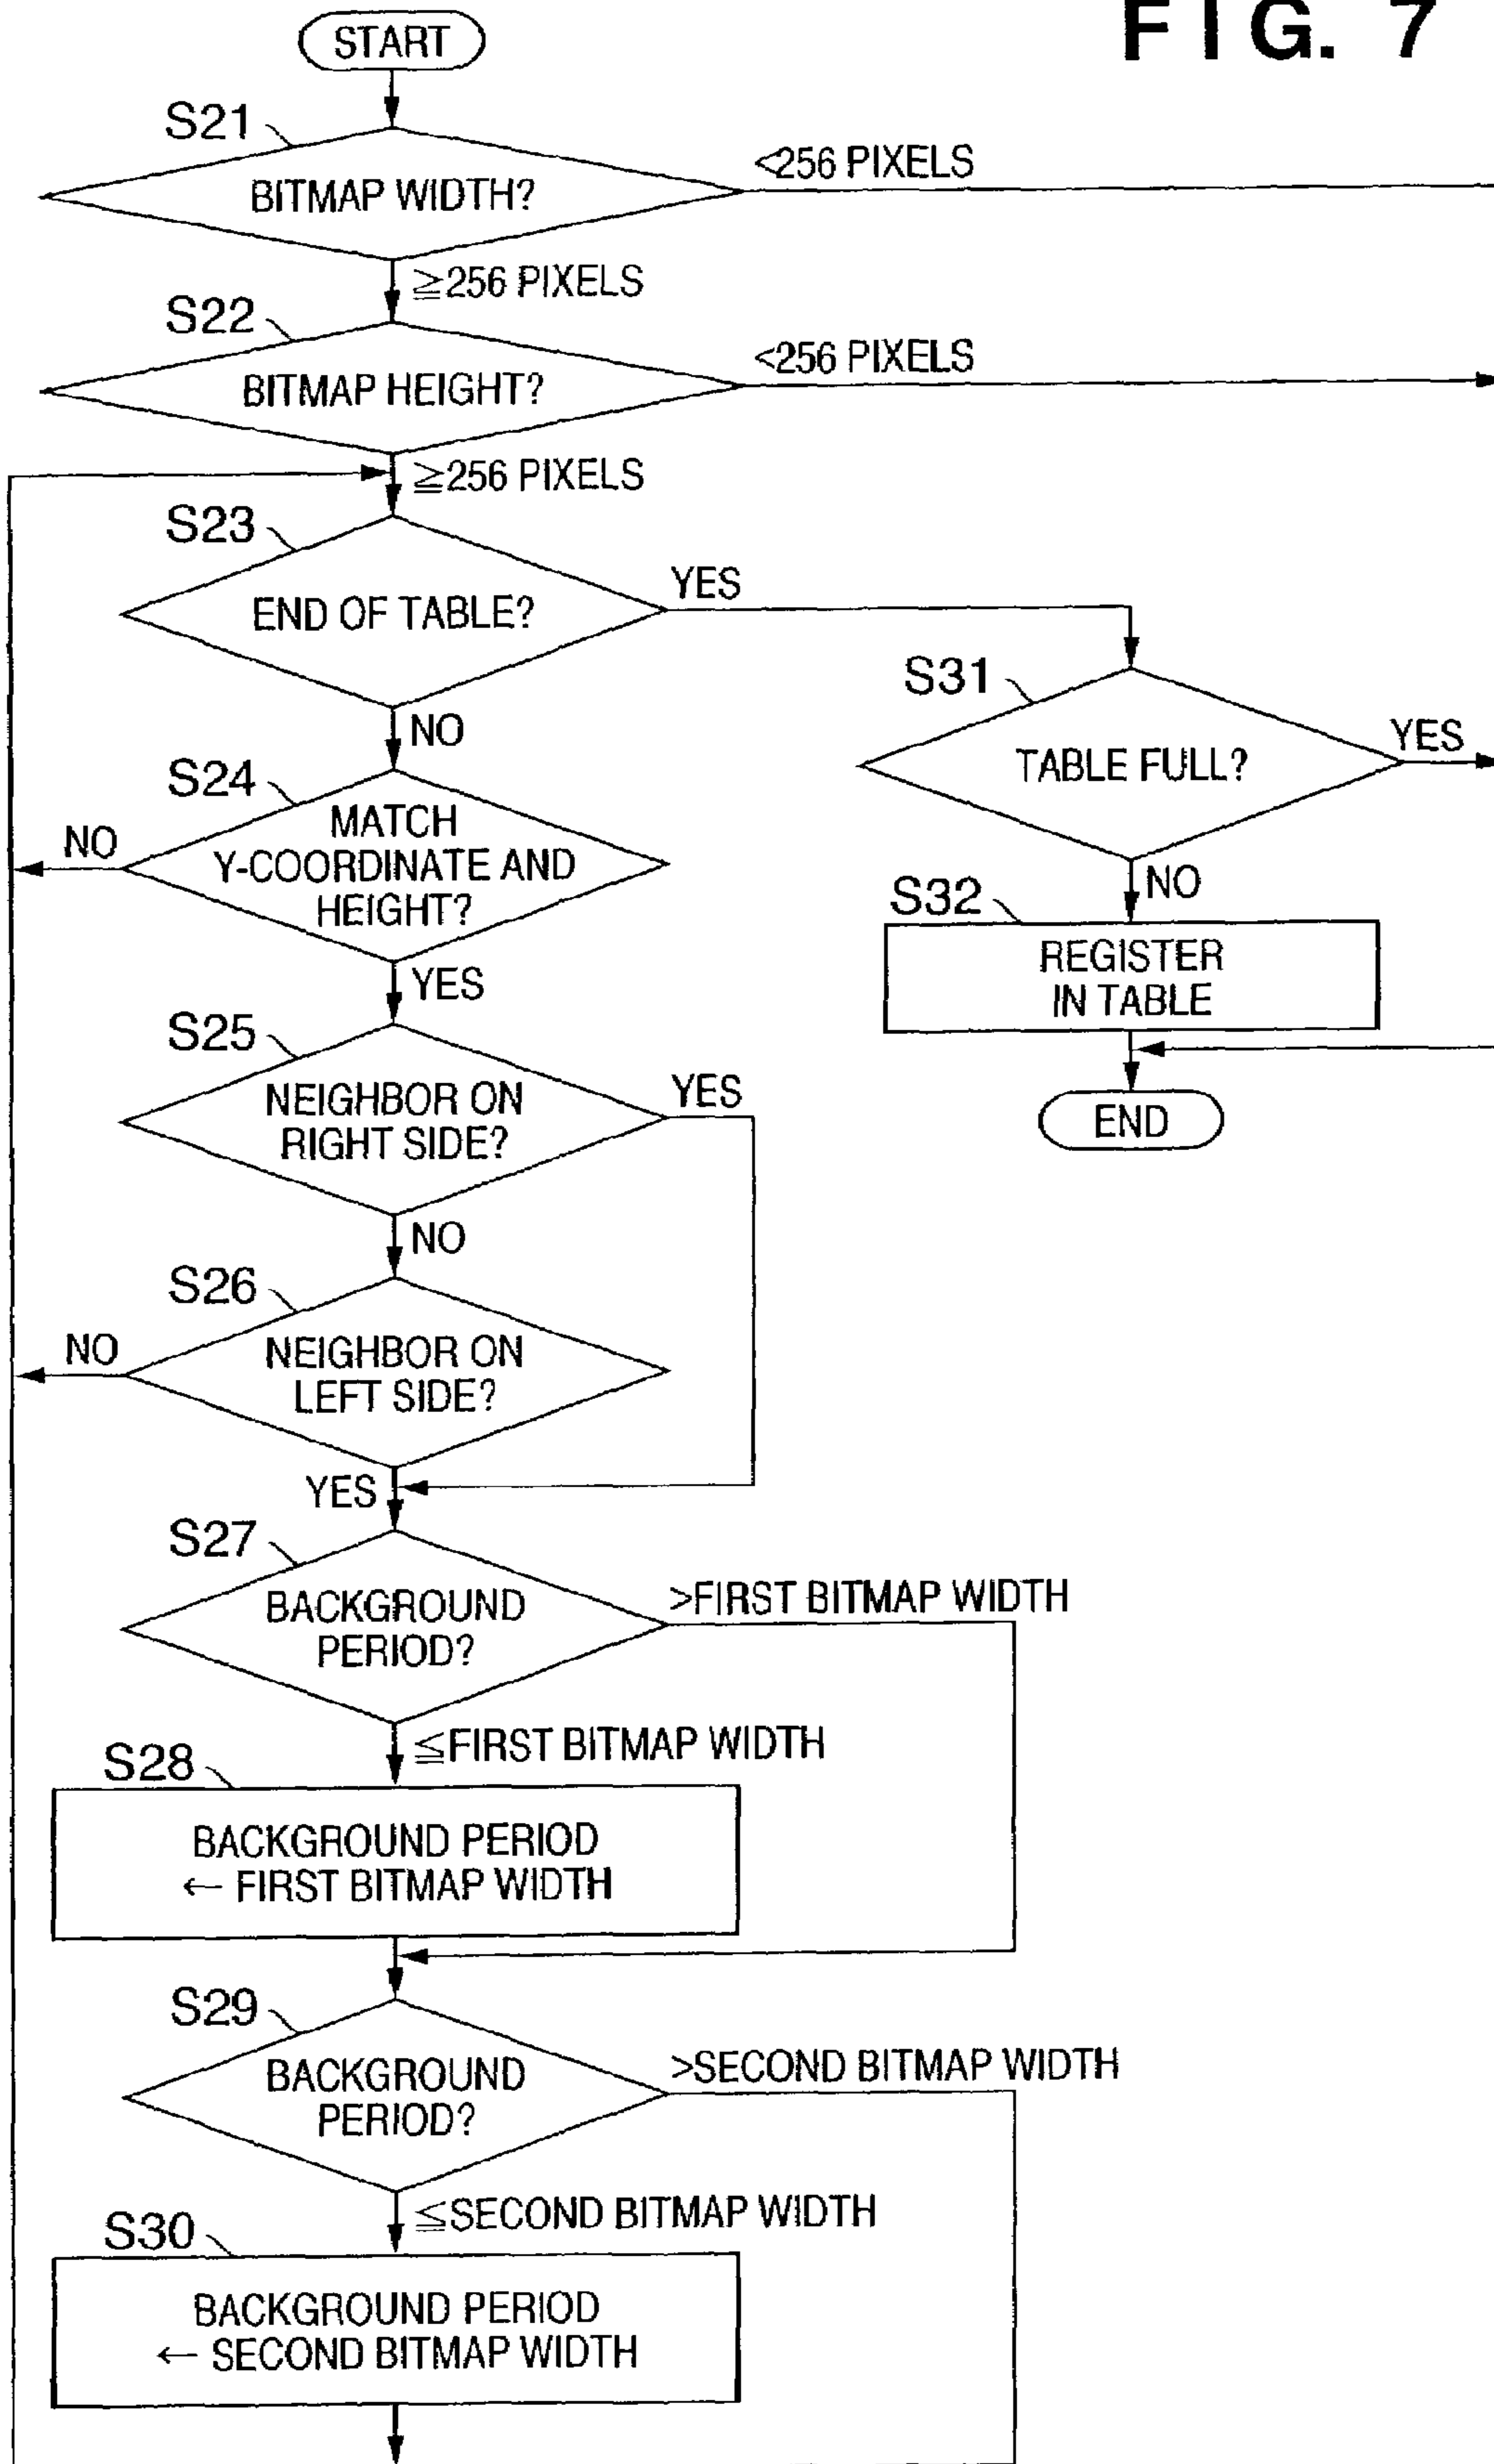 FIG. 7
START
S21
BITMAP WIDTH?
<256 PIXELS
≧256 PIXELS
S22
BITMAP HEIGHT?
<256 PIXELS
≧256 PIXELS
S23
END OF TABLE?
YES
NO
S31
TABLE FULL?
YES
NO
S32
REGISTER
IN TABLE
END
S24
MATCH
Y-COORDINATE AND
HEIGHT?
NO
YES
S25
NEIGHBOR ON
RIGHT SIDE?
YES
NO
S26
NEIGHBOR ON
LEFT SIDE?
NO
YES
S27
BACKGROUND
PERIOD?
>FIRST BITMAP WIDTH
≦FIRST BITMAP WIDTH
S28
BACKGROUND PERIOD
← FIRST BITMAP WIDTH
S29
BACKGROUND
PERIOD?
>SECOND BITMAP WIDTH
≦SECOND BITMAP WIDTH
S30
BACKGROUND PERIOD
← SECOND BITMAP WIDTH